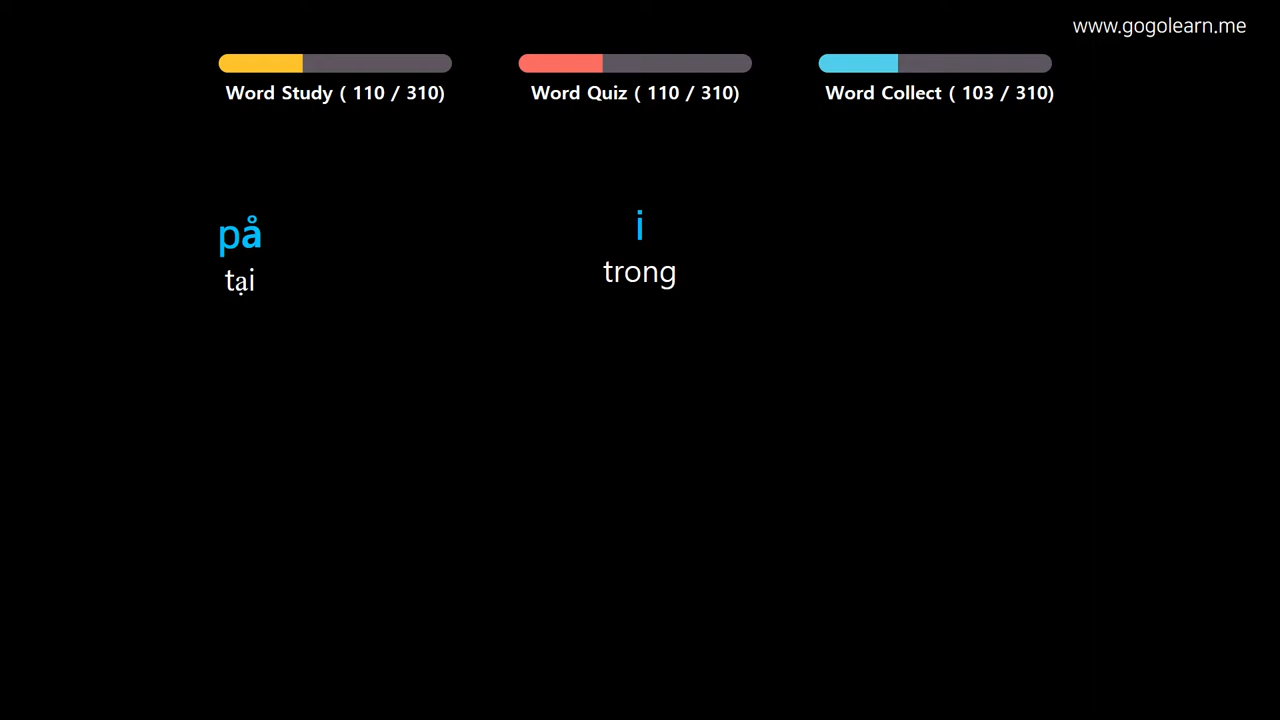 www.gogolearn.me
Word Study ( 110 / 310)
Word Quiz ( 110 / 310)
Word Collect ( 103 / 310)
på
tại
i
trong